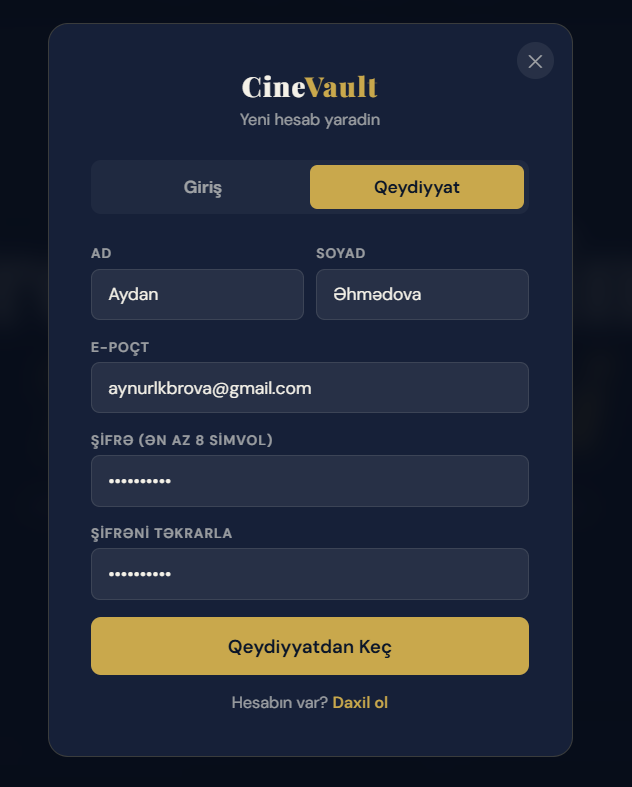 CineVault
Yeni hesab yaradin
Giriş Qeydiyyat
AD SOYAD
Aydan Əhmədova
E-POÇT
aynurlkbrova@gmail.com
ŞİFRƏ (ƏN AZ 8 SİMVOL)
••••••••••
ŞİFRƏNİ TƏKRARLA
••••••••••
Qeydiyyatdan Keç
Hesabın var? Daxil ol